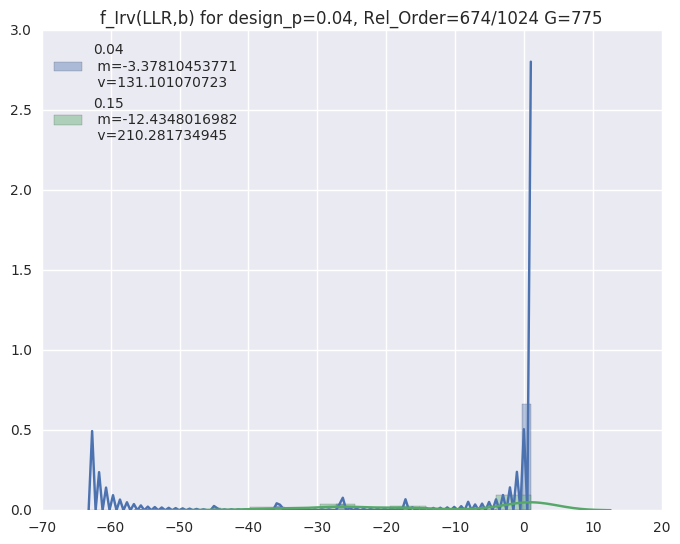 f_Irv(LLR,b) for design_p=0.04, Rel_Order=674/1024 G=775
3.0
0.04
m=-3.37810453771
v=131.101070723
0.15
m=-12.4348016982
v=210.281734945
2.5
2.0
1.5
1.0
0.5
0.0
−70 −60 −50 −40 −30 −20 −10 0 10 20